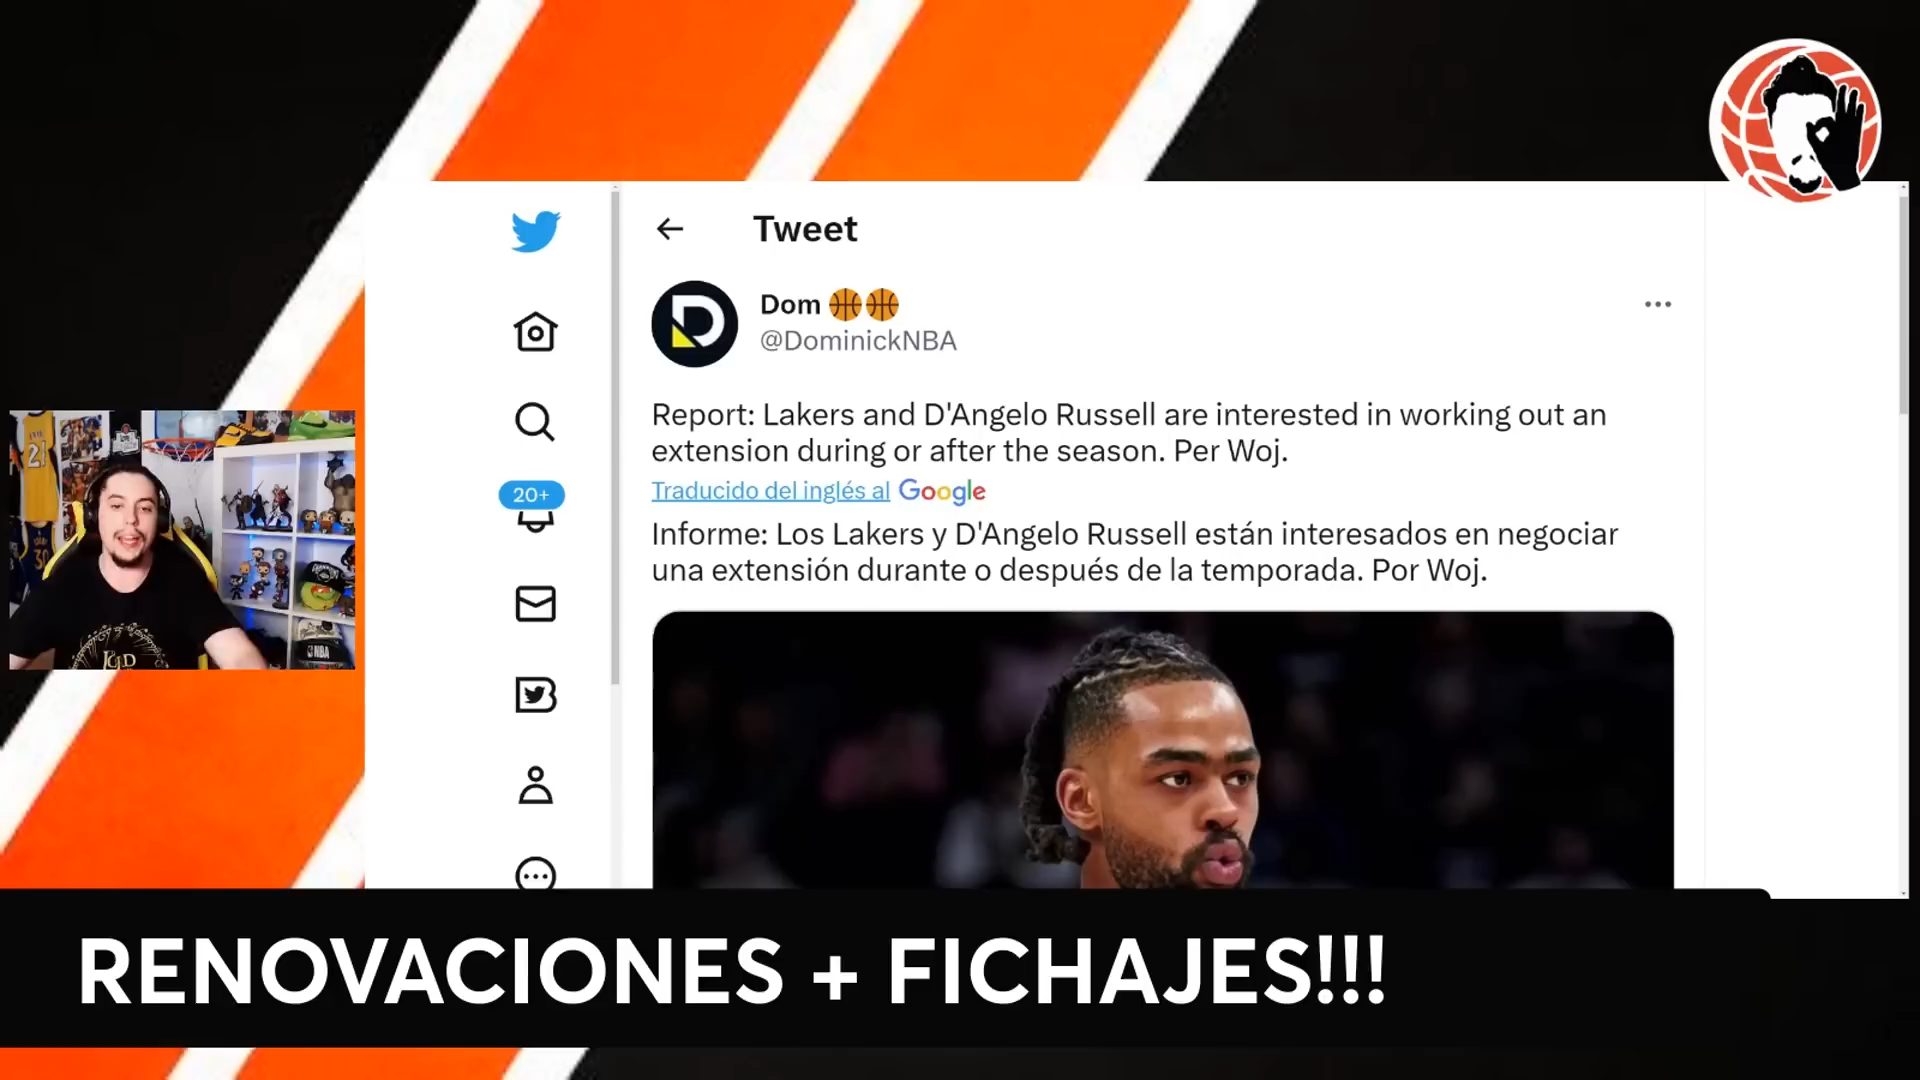 Tweet
Dom
@DominickNBA
Report: Lakers and D'Angelo Russell are interested in working out an
extension during or after the season. Per Woj.
Traducido del inglés al Google
Informe: Los Lakers y D'Angelo Russell están interesados en negociar
una extensión durante o después de la temporada. Por Woj.
20+
NBA
RENOVACIONES + FICHAJES!!!